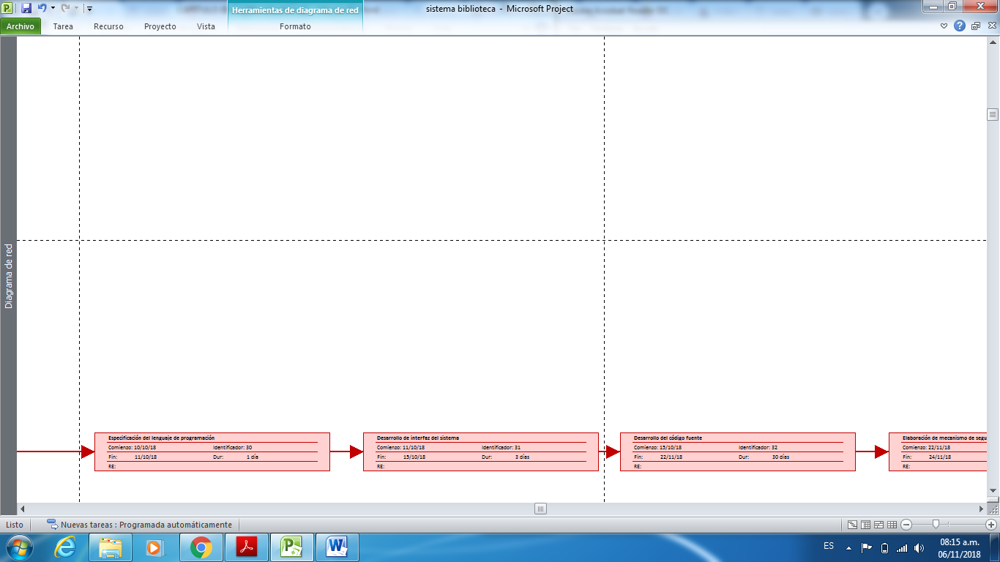 Herramientas de diagrama de red
sistema biblioteca - Microsoft Project
Archivo Tarea Recurso Proyecto Vista Formato
Diagrama de red
Especificación del lenguaje de programación
Comienzo: 10/10/18 Identificador: 30
Fin: 11/10/18 Dur: 1 día
RE:
Desarrollo de interfaz del sistema
Comienzo: 11/10/18 Identificador: 31
Fin: 15/10/18 Dur: 3 días
RE:
Desarrollo del código fuente
Comienzo: 15/10/18 Identificador: 32
Fin: 22/11/18 Dur: 30 días
RE:
Elaboración de mecanismo de segu
Comienzo: 22/11/18
Fin: 24/11/18
RE:
Listo Nuevas tareas : Programada automáticamente
ES
08:15 a.m.
06/11/2018